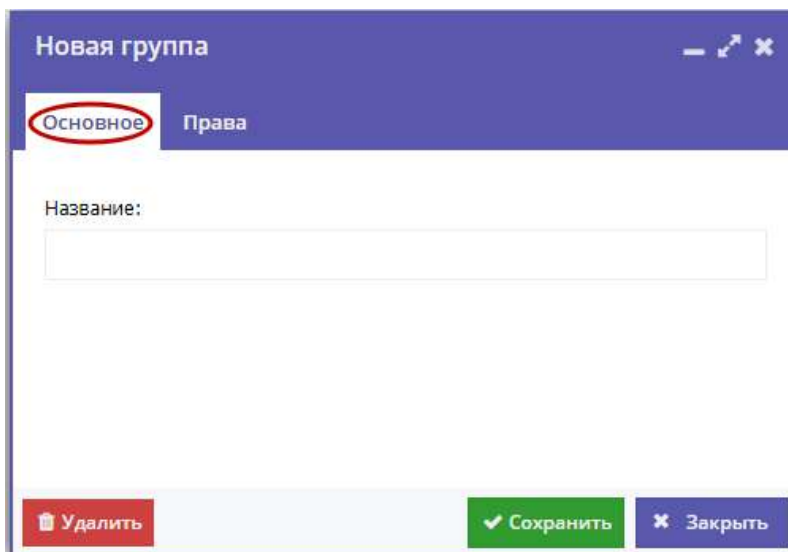 Новая группа
Основное Права
Название:
Удалить Сохранить Закрыть